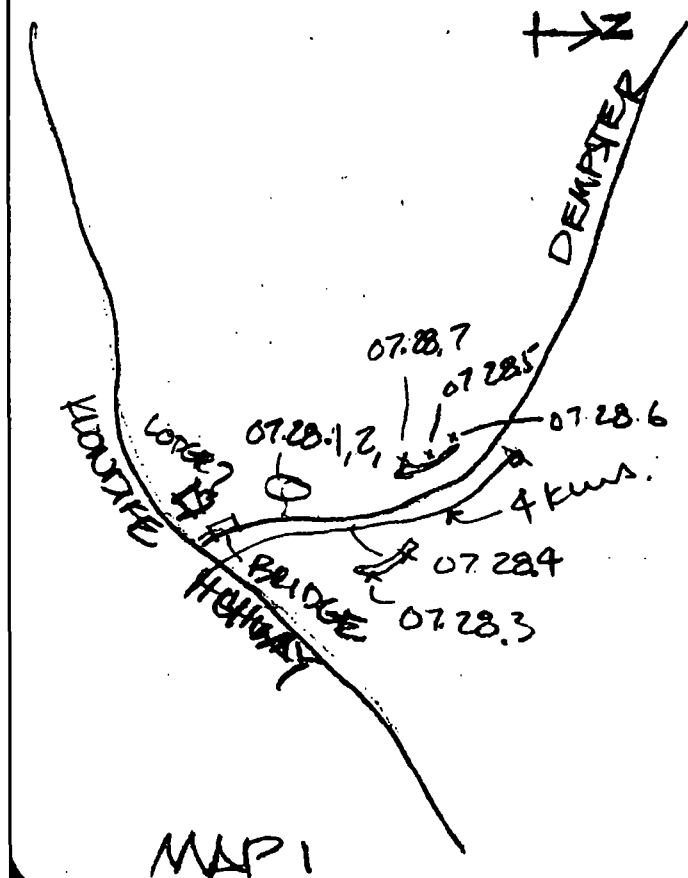 N
DEMPSTER
07.28.7
07 28.5
07.28.6
07.28.1, 2,
KLONDIKE
4 Kms.
BRIDGE
07 28.4
HIGHWAY
07.28.3
MAP 1